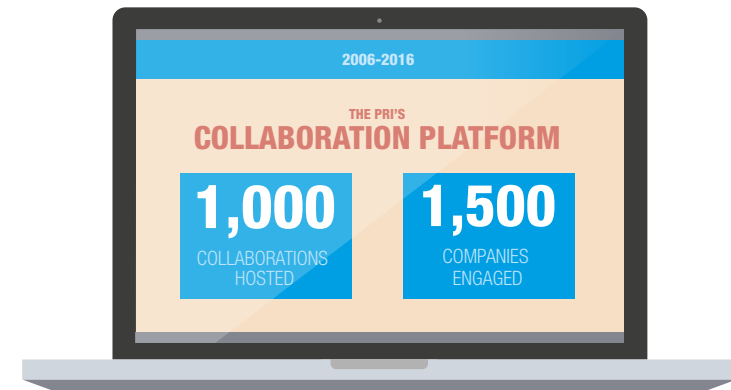 2006-2016
THE PRI'S
COLLABORATION PLATFORM
1,000
COLLABORATIONS
HOSTED
1,500
COMPANIES
ENGAGED